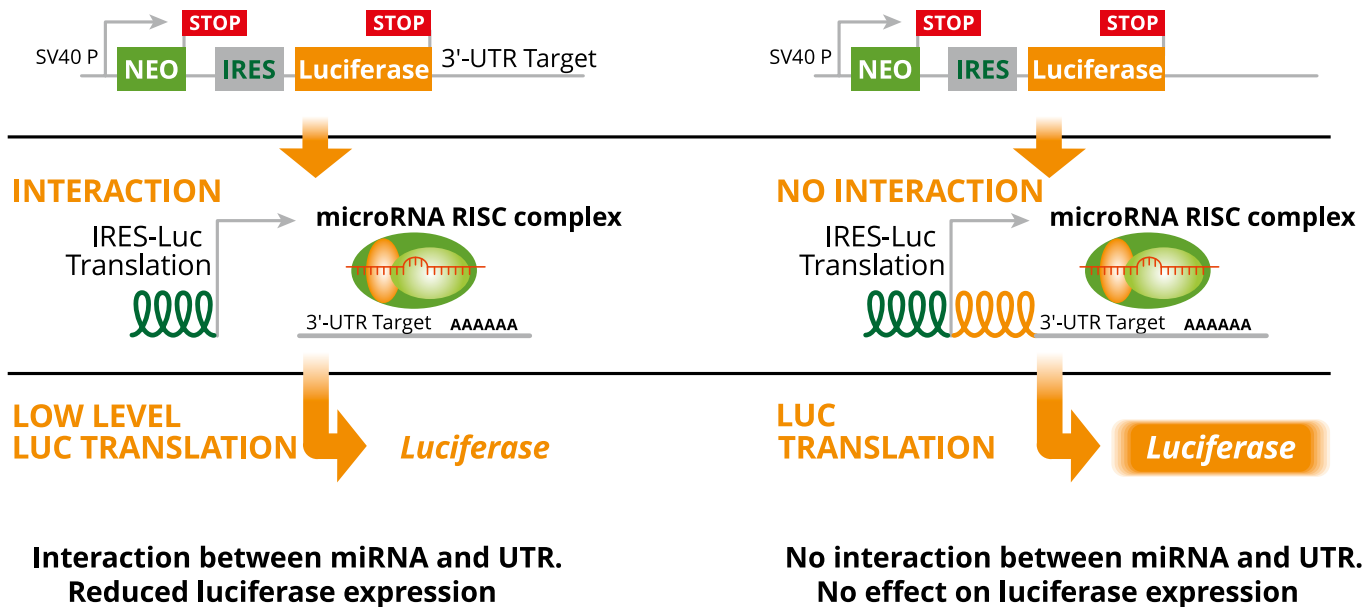 STOP STOP
SV40 P NEO IRES Luciferase 3'-UTR Target
INTERACTION
microRNA RISC complex
IRES-Luc
Translation
3'-UTR Target AAAAAA
LOW LEVEL
LUC TRANSLATION
Luciferase
Interaction between miRNA and UTR.
Reduced luciferase expression
STOP STOP
SV40 P NEO IRES Luciferase
NO INTERACTION
microRNA RISC complex
IRES-Luc
Translation
3'-UTR Target AAAAAA
LUC
TRANSLATION
Luciferase
No interaction between miRNA and UTR.
No effect on luciferase expression